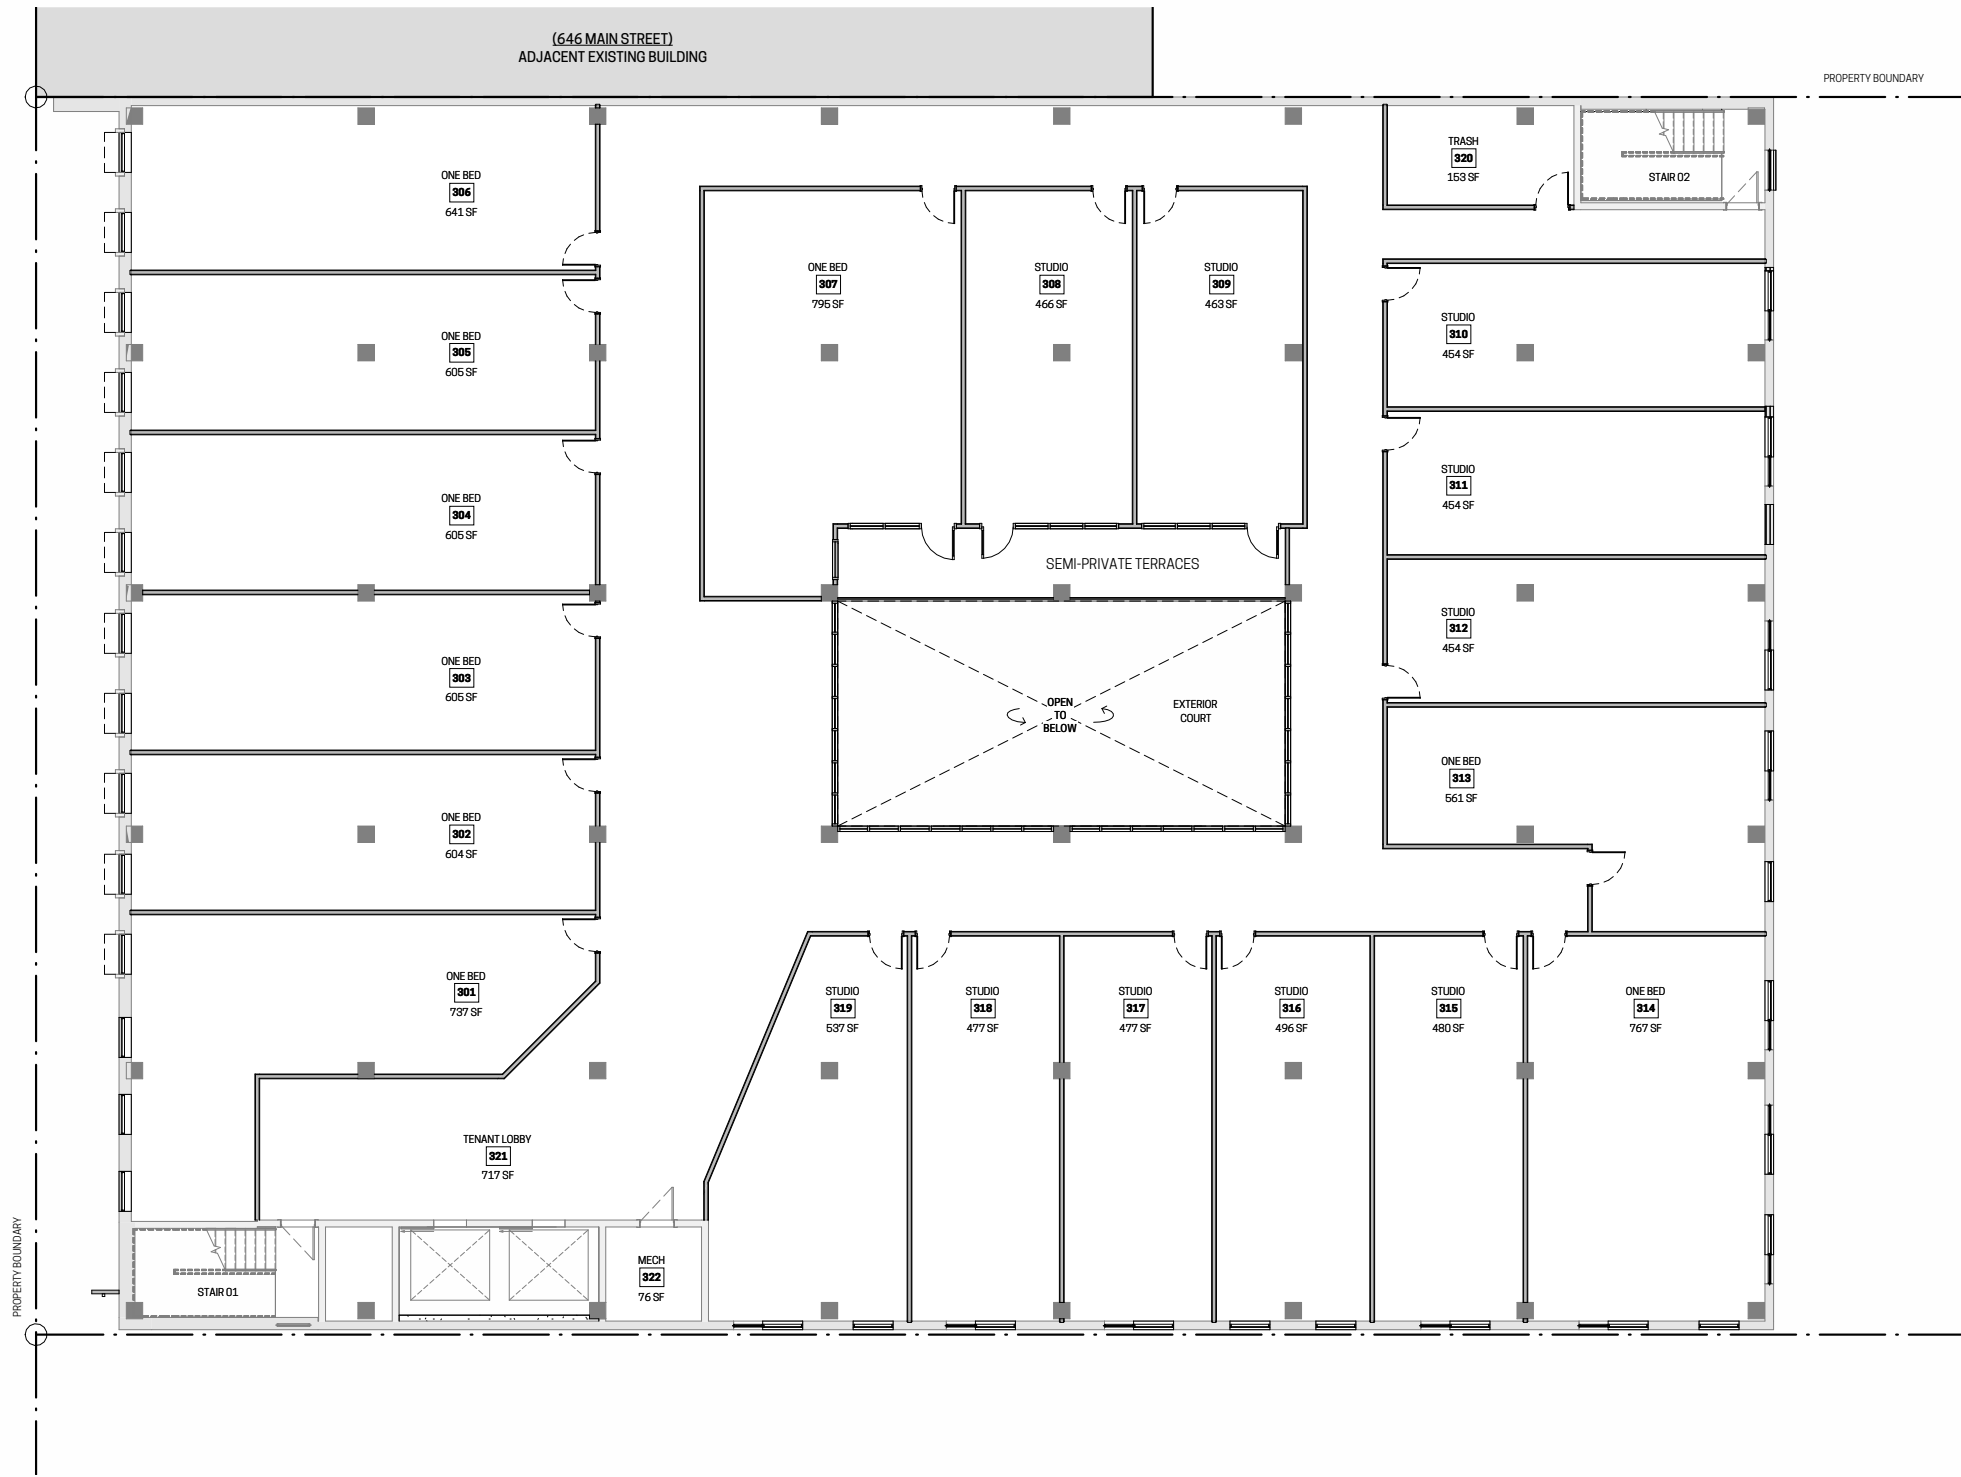 (646 MAIN STREET)
ADJACENT EXISTING BUILDING
PROPERTY BOUNDARY
ONE BED
306
641 SF
TRASH
320
153 SF
STAIR 02
ONE BED
307
795 SF
STUDIO
308
466 SF
STUDIO
309
463 SF
ONE BED
305
605 SF
STUDIO
310
454 SF
ONE BED
304
605 SF
STUDIO
311
454 SF
SEMI-PRIVATE TERRACES
ONE BED
303
605 SF
STUDIO
312
454 SF
OPEN
TO
BELOW
EXTERIOR
COURT
ONE BED
313
561 SF
ONE BED
302
604 SF
ONE BED
301
737 SF
STUDIO
319
537 SF
STUDIO
318
477 SF
STUDIO
317
477 SF
STUDIO
316
496 SF
STUDIO
315
480 SF
ONE BED
314
767 SF
TENANT LOBBY
321
717 SF
MECH
322
76 SF
STAIR 01
PROPERTY BOUNDARY